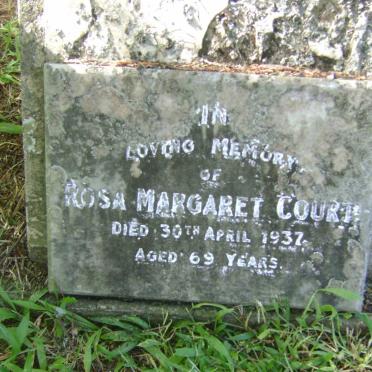 IN
LOVING MEMORY
OF
ROSA MARGARET COURT
DIED 30TH APRIL 1937.
AGED 69 YEARS.